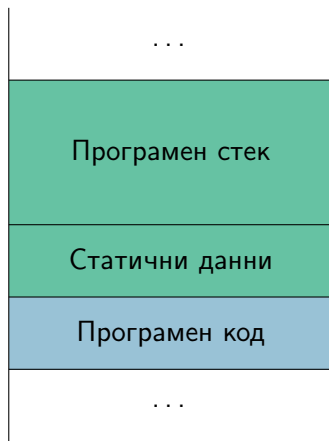 ...
Програмен стек
Статични данни
Програмен код
...